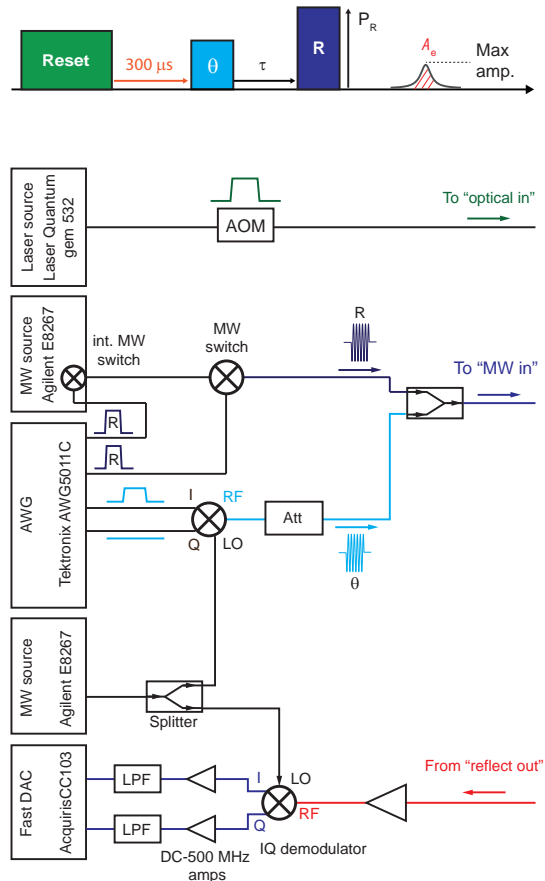 Reset
300 μs
θ
τ
R
P_R
A_e
Max
amp.
Laser source
Laser Quantum
gem 532
AOM
To “optical in”
MW source
Agilent E8267
int. MW
switch
MW
switch
R
To “MW in”
R
R
AWG
Tektronix AWG5011C
I
Q
RF
LO
Att
θ
MW source
Agilent E8267
Splitter
Fast DAC
AcquirisCC103
LPF
LPF
I
Q
LO
RF
From “reflect out”
DC-500 MHz
amps
IQ demodulator